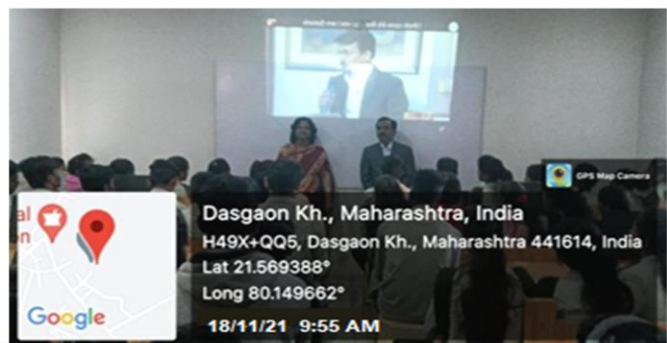 GPS Map Camera
Dasgaon Kh., Maharashtra, India
H49X+QQ5, Dasgaon Kh., Maharashtra 441614, India
Lat 21.569388°
Long 80.149662°
18/11/21 9:55 AM
al
n
Google